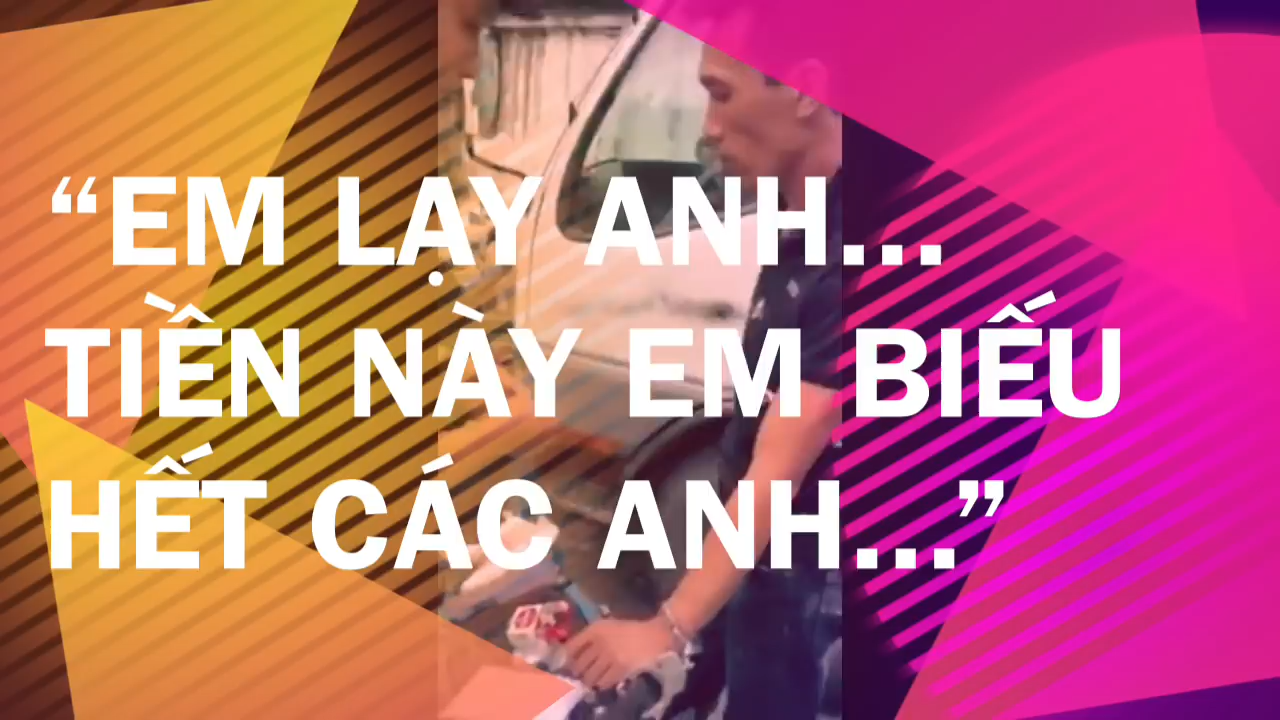 “EM LẠY ANH...
TIỀN NÀY EM BIẾU
HẾT CÁC ANH...”